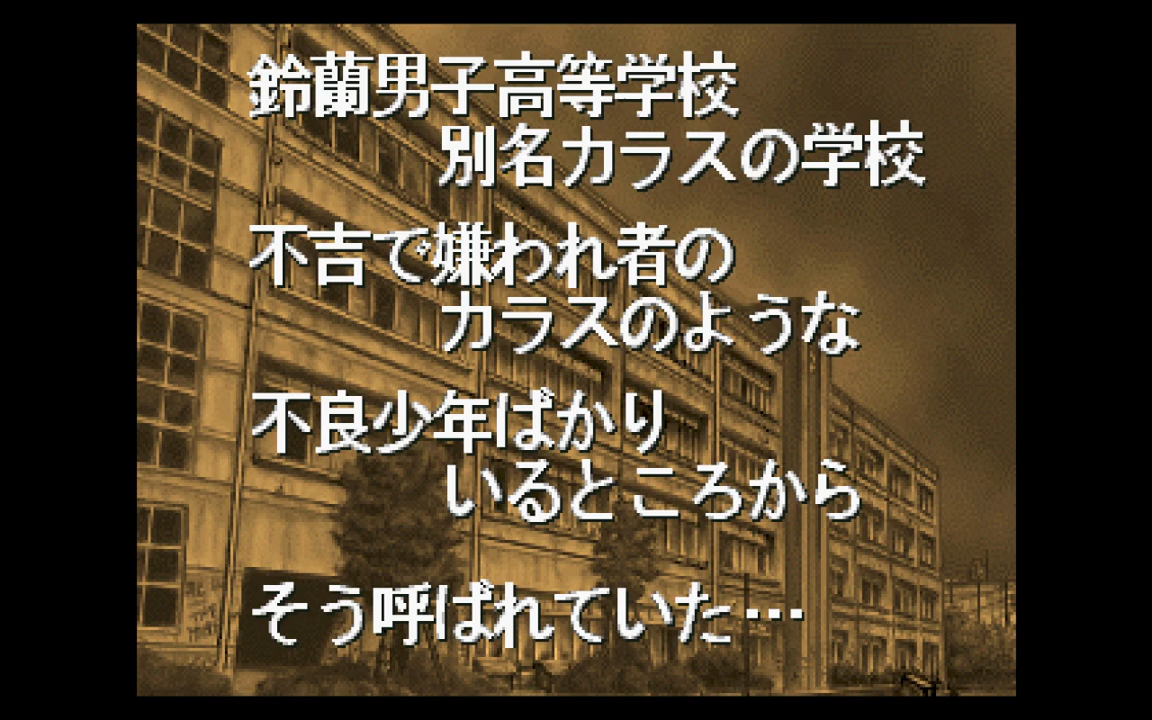 鈴蘭男子高等学校
別名カラスの学校
不吉で嫌われ者の
カラスのような
不良少年ばかり
いるところから
そう呼ばれていた…